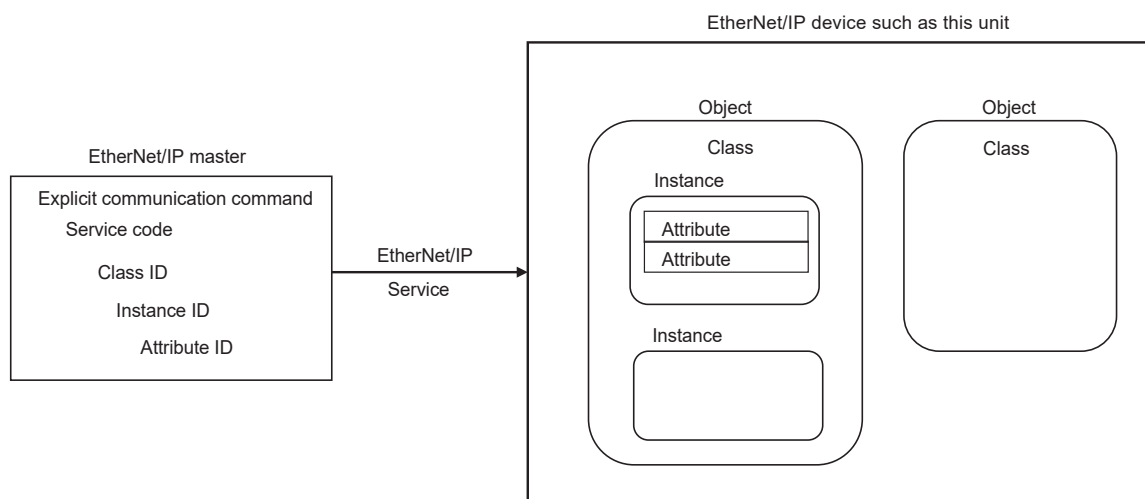 EtherNet/IP device such as this unit
Object
Object
Class
Class
EtherNet/IP master
Instance
Explicit communication command
Service code
Attribute
EtherNet/IP
Attribute
Class ID
Service
Instance ID
Instance
Attribute ID